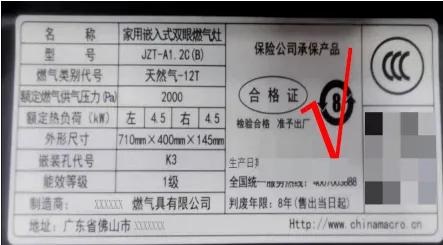 名 称 家用嵌入式双眼燃气灶
型 号 JZT-A1.2C(B)
燃气类别代号 天然气-12T
额定燃气供气压力(Pa) 2000
额定热负荷(kW) 左 4.5 右 4.5
外形尺寸 710mm×400mm×145mm
嵌装孔代号 K3
能效等级 1级
制造商: XXXXXX 燃气具有限公司
地址: 广东省佛山市 XXXXXX
保险公司承保产品
合格证
8
检验合格 准予出厂
生产日期
全国统一服务热线:
判废年限: 8年(售出当日起)
Http://www.chinamacro.cn
CCC